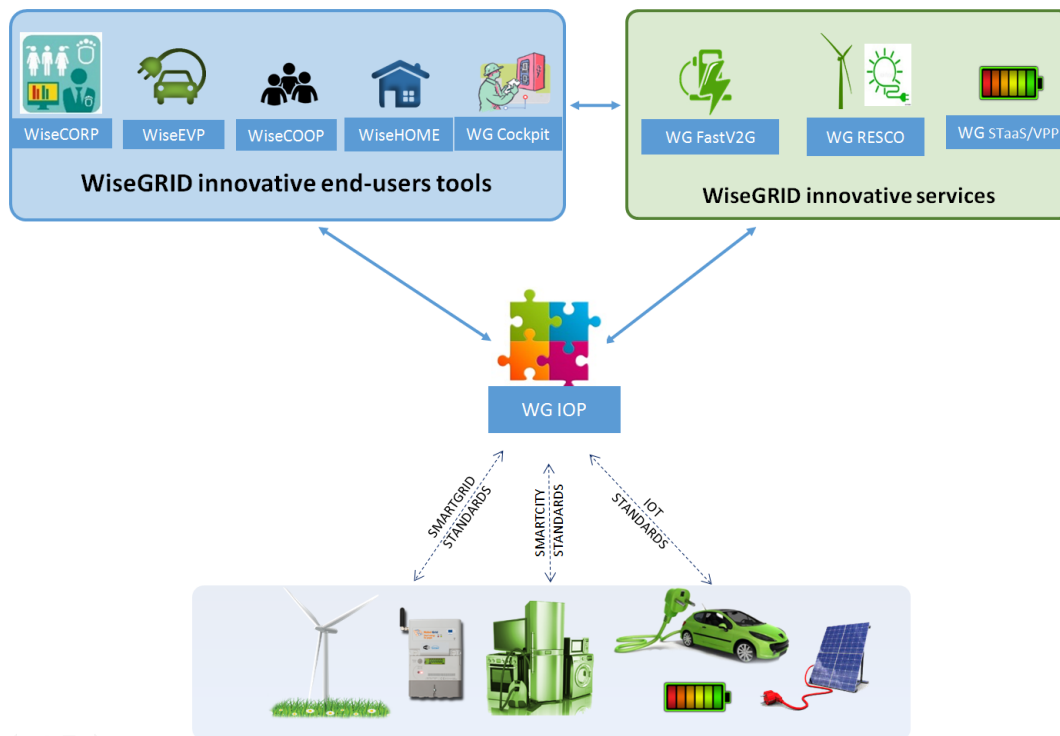 WiseCORP
WiseEVP
WiseCOOP
WiseHOME
WG Cockpit
WiseGRID innovative end-users tools
WG FastV2G
WG RESCO
WG STaaS/VPP
WiseGRID innovative services
WG IOP
SMARTGRID
STANDARDS
SMARTCITY
STANDARDS
IOT
STANDARDS